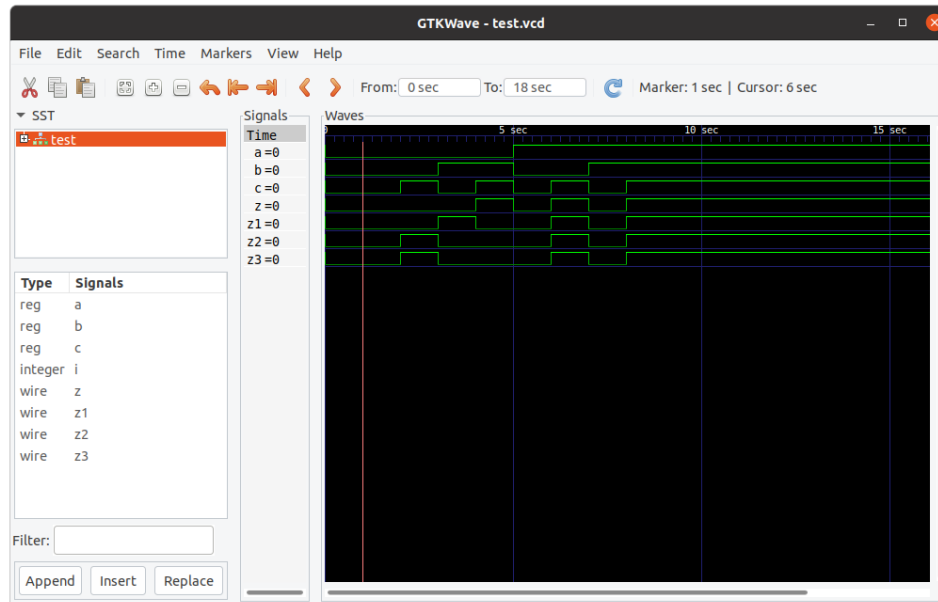 GTKWave - test.vcd
File Edit Search Time Markers View Help
From: 0 sec To: 18 sec Marker: 1 sec | Cursor: 6 sec
SST
test
Type Signals
reg a
reg b
reg c
integer i
wire z
wire z1
wire z2
wire z3
Filter:
Append Insert Replace
Signals
Time
a=0
b=0
c=0
z=0
z1=0
z2=0
z3=0
Waves
5 sec 10 sec 15 sec